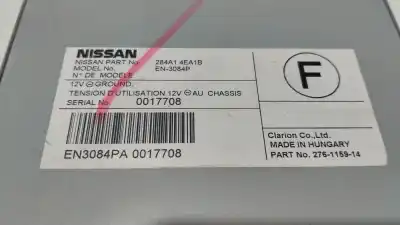 NISSAN
NISSAN PART No. 284A1 4EA1B
MODEL No. EN-3084P
N° DE MODELE
12V ⊖ GROUND.
TENSION D'UTILISATION 12V ⊖ AU CHASSIS
SERIAL No. 0017708
EN3084PA 0017708
F
Clarion Co.,Ltd.
MADE IN HUNGARY
PART No. 276-1159-14